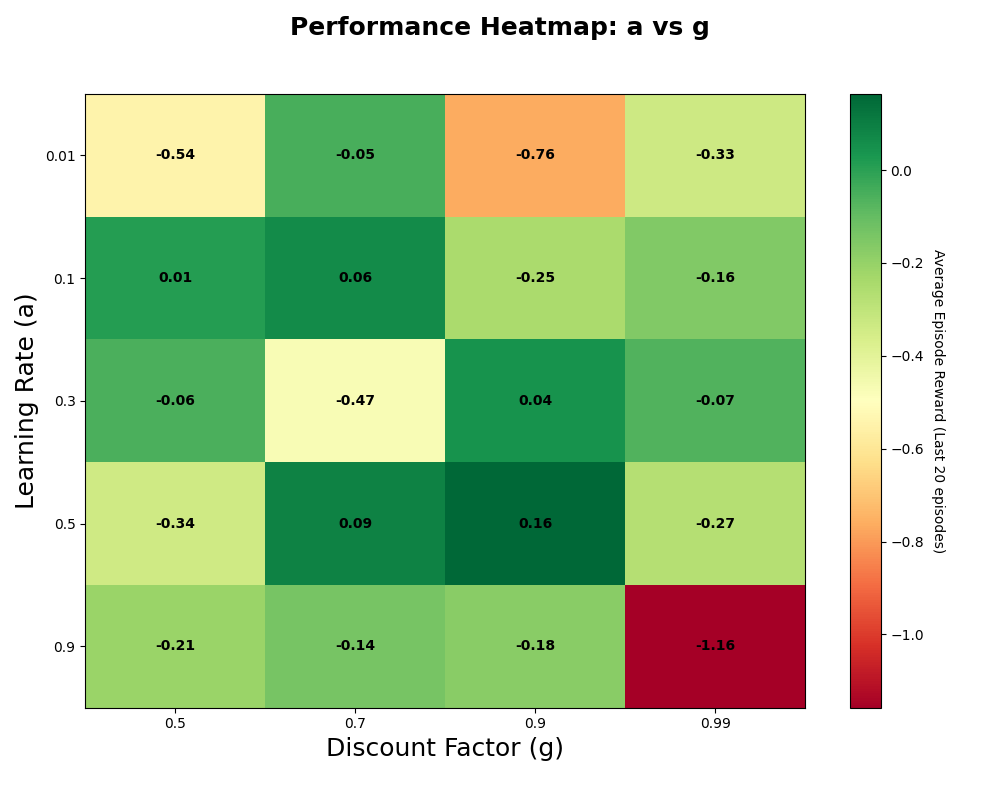 Performance Heatmap: a vs g
Learning Rate (a)
0.01 -0.54 -0.05 -0.76 -0.33
0.1 0.01 0.06 -0.25 -0.16
0.3 -0.06 -0.47 0.04 -0.07
0.5 -0.34 0.09 0.16 -0.27
0.9 -0.21 -0.14 -0.18 -1.16
0.5 0.7 0.9 0.99
Discount Factor (g)
0.0
−0.2
−0.4
−0.6
−0.8
−1.0
Average Episode Reward (Last 20 episodes)